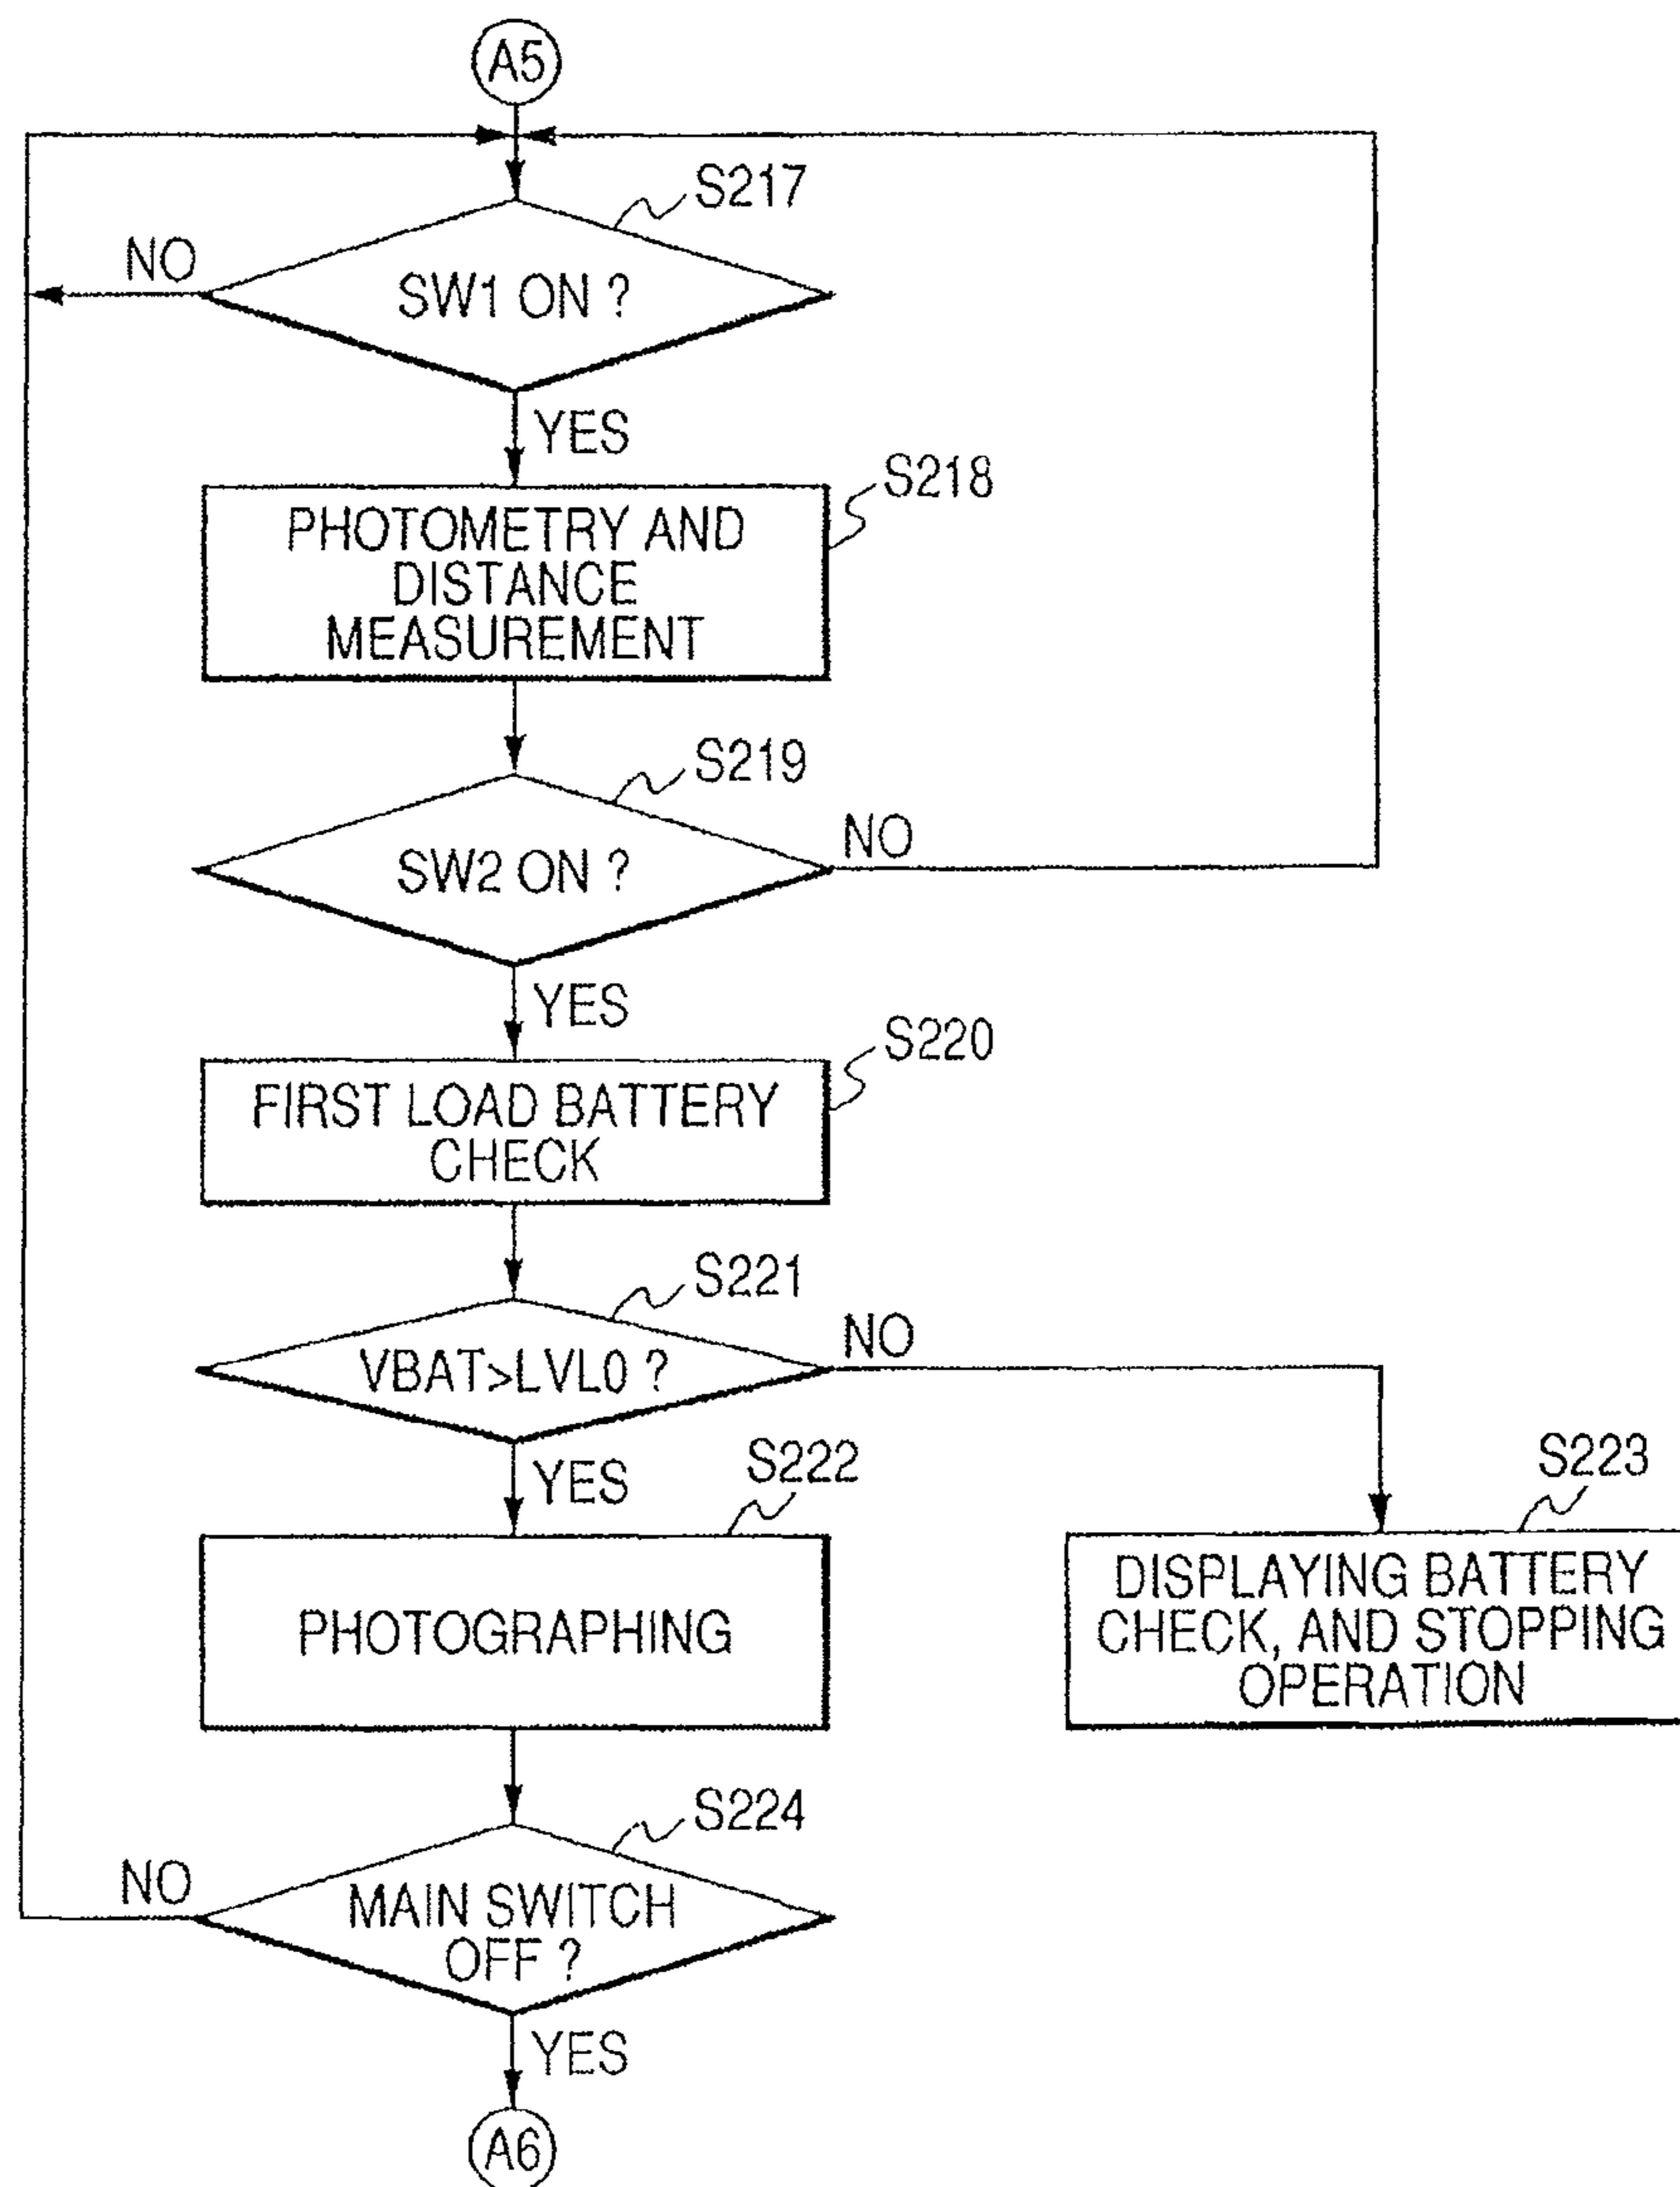 A5
S217
NO
SW1 ON ?
YES
S218
PHOTOMETRY AND
DISTANCE
MEASUREMENT
S219
NO
SW2 ON ?
YES
S220
FIRST LOAD BATTERY
CHECK
S221
NO
VBAT>LVL0 ?
YES
S222
S223
PHOTOGRAPHING
DISPLAYING BATTERY
CHECK, AND STOPPING
OPERATION
S224
NO
MAIN SWITCH
OFF ?
YES
A6